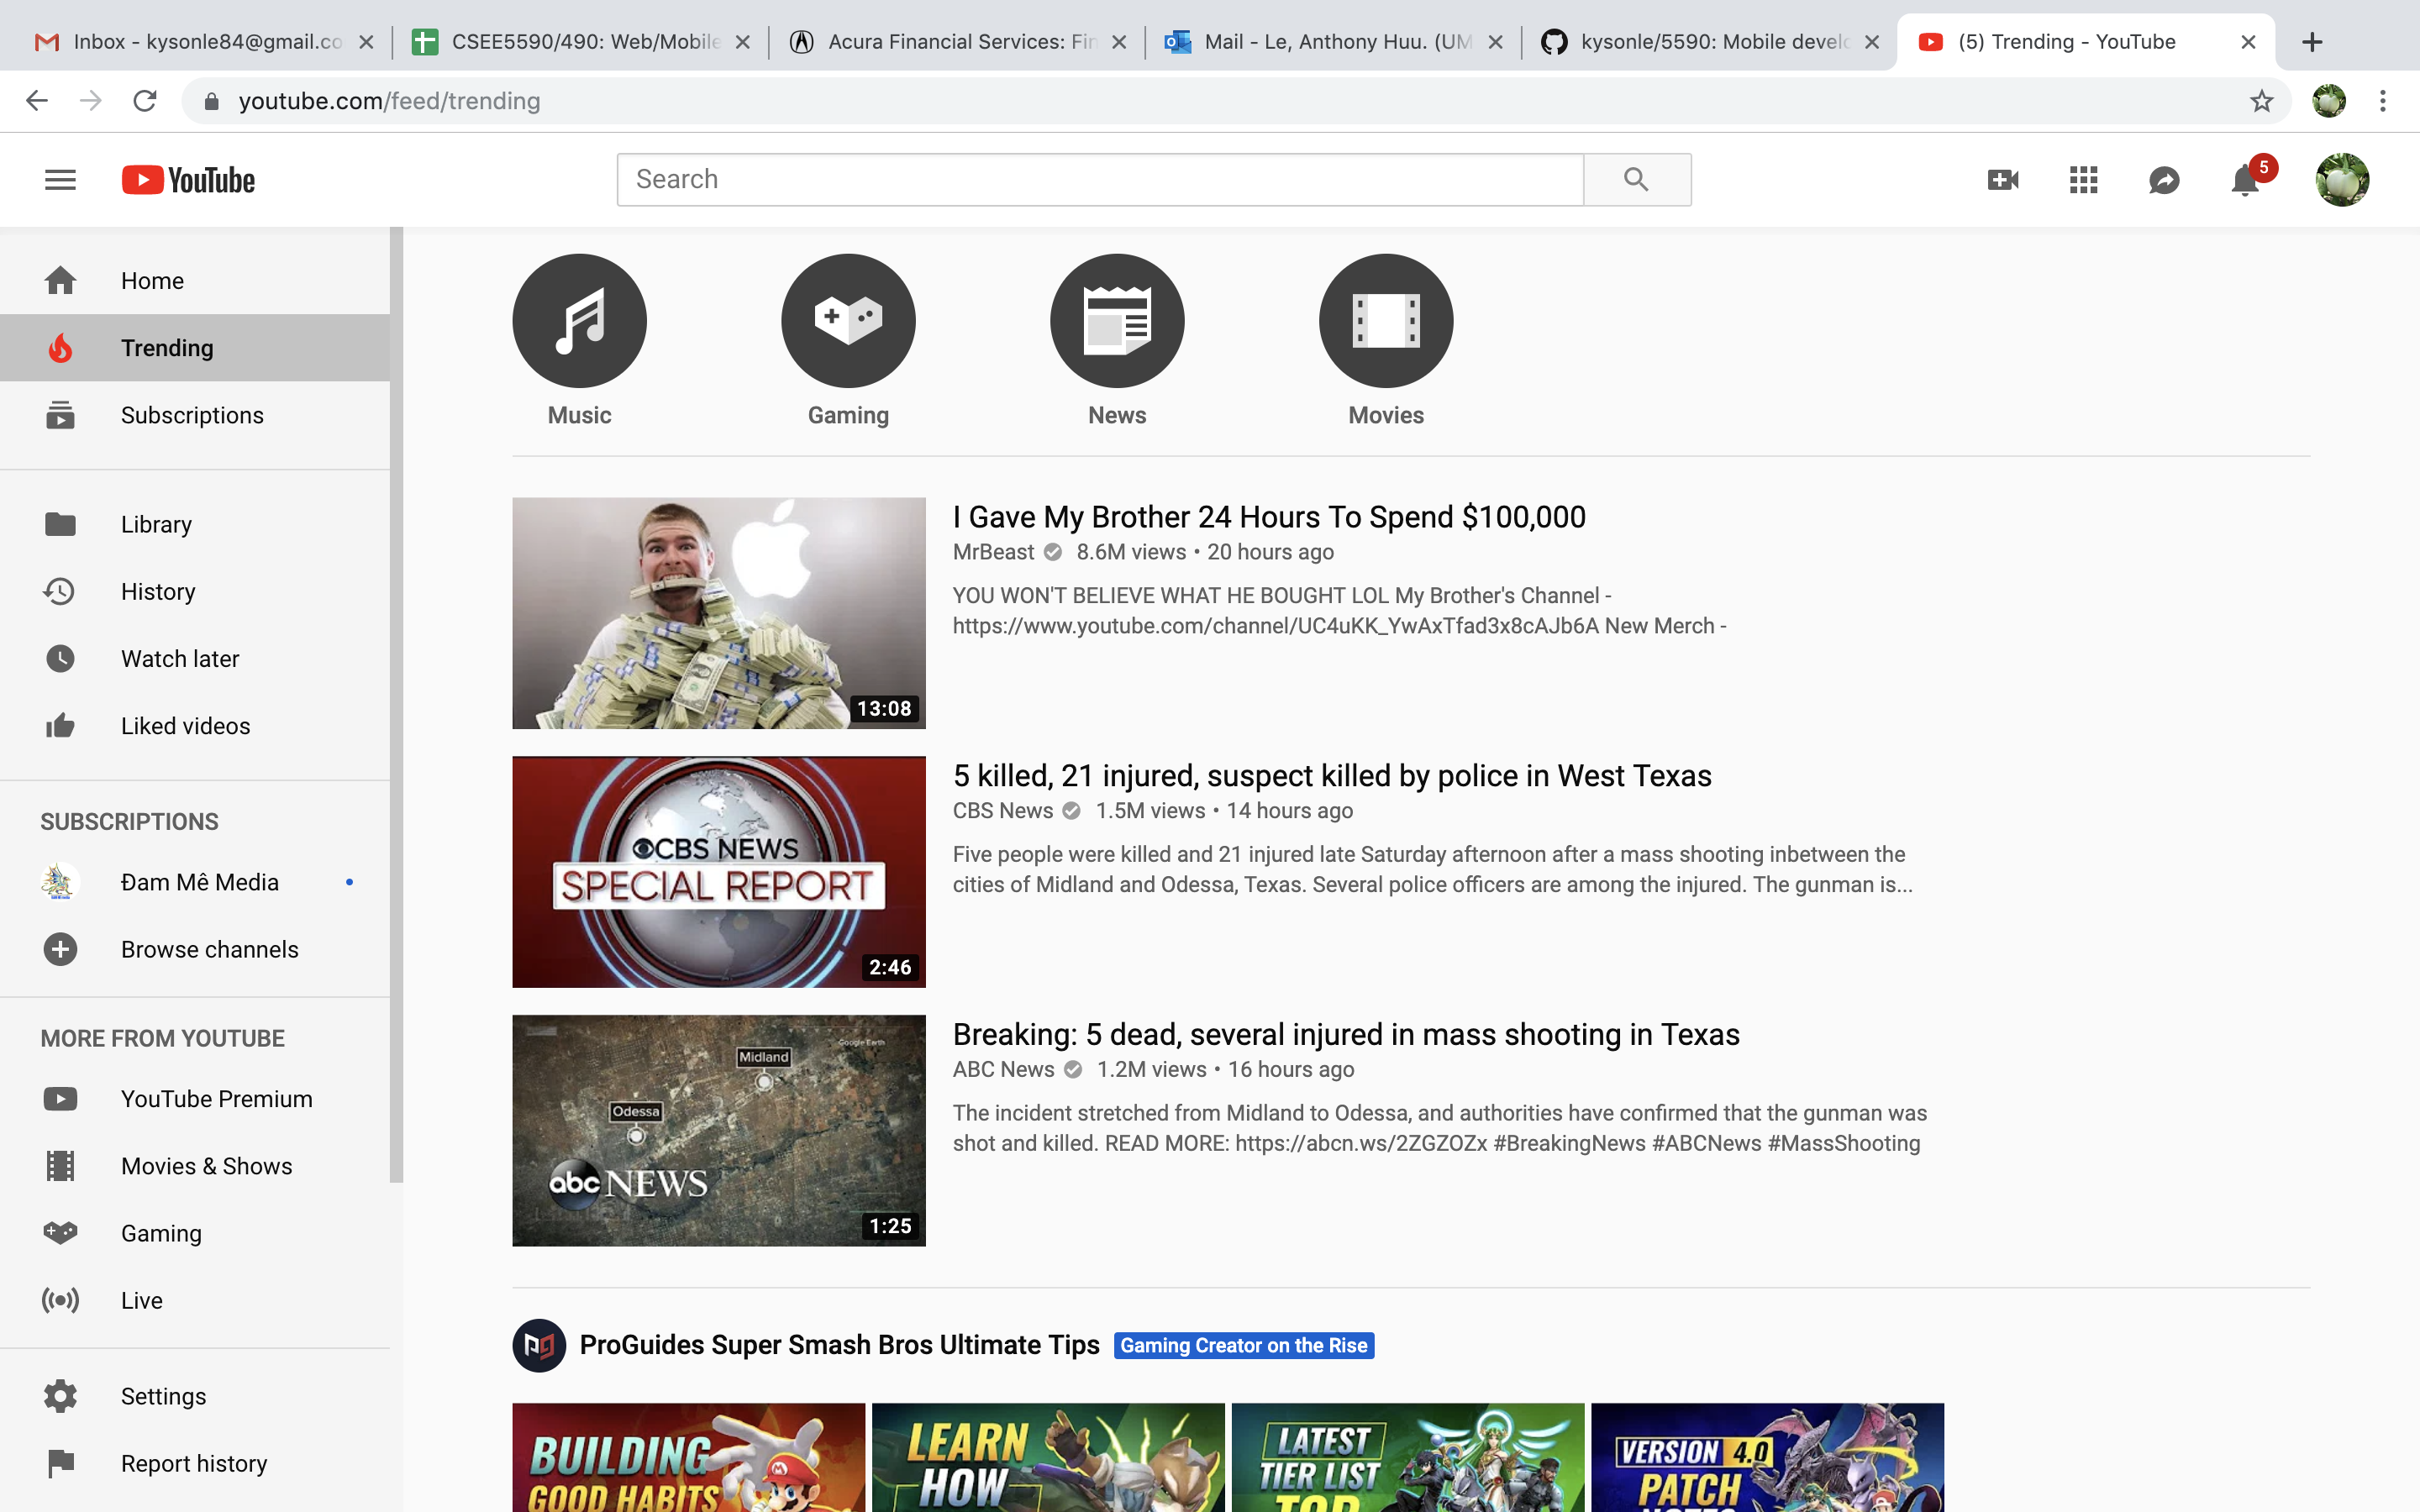 Inbox - kysonle84@gmail.co
CSEE5590/490: Web/Mobile
Acura Financial Services: Fin
Mail - Le, Anthony Huu. (UM
kysonle/5590: Mobile develo
(5) Trending - YouTube
youtube.com/feed/trending
YouTube
Search
5
Home
Trending
Subscriptions
Library
History
Watch later
Liked videos
SUBSCRIPTIONS
Đam Mê Media
Browse channels
MORE FROM YOUTUBE
YouTube Premium
Movies & Shows
Gaming
Live
Settings
Report history
Music
Gaming
News
Movies
13:08
I Gave My Brother 24 Hours To Spend $100,000
MrBeast 8.6M views • 20 hours ago
YOU WON'T BELIEVE WHAT HE BOUGHT LOL My Brother's Channel -
https://www.youtube.com/channel/UC4uKK_YwAxTfad3x8cAJb6A New Merch -
CBS NEWS
SPECIAL REPORT
2:46
5 killed, 21 injured, suspect killed by police in West Texas
CBS News 1.5M views • 14 hours ago
Five people were killed and 21 injured late Saturday afternoon after a mass shooting inbetween the
cities of Midland and Odessa, Texas. Several police officers are among the injured. The gunman is...
Google Earth
Midland
Odessa
abc NEWS
1:25
Breaking: 5 dead, several injured in mass shooting in Texas
ABC News 1.2M views • 16 hours ago
The incident stretched from Midland to Odessa, and authorities have confirmed that the gunman was
shot and killed. READ MORE: https://abcn.ws/2ZGZOZx #BreakingNews #ABCNews #MassShooting
ProGuides Super Smash Bros Ultimate Tips
Gaming Creator on the Rise
BUILDING
GOOD HABITS
LEARN
HOW
LATEST
TIER LIST
TOP
VERSION 4.0
PATCH
NOTES